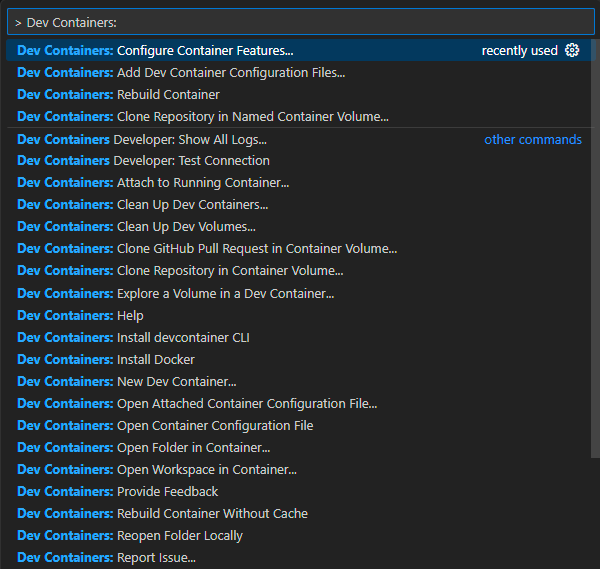 > Dev Containers:
Dev Containers: Configure Container Features... recently used
Dev Containers: Add Dev Container Configuration Files...
Dev Containers: Rebuild Container
Dev Containers: Clone Repository in Named Container Volume...
Dev Containers Developer: Show All Logs... other commands
Dev Containers Developer: Test Connection
Dev Containers: Attach to Running Container...
Dev Containers: Clean Up Dev Containers...
Dev Containers: Clean Up Dev Volumes...
Dev Containers: Clone GitHub Pull Request in Container Volume...
Dev Containers: Clone Repository in Container Volume...
Dev Containers: Explore a Volume in a Dev Container...
Dev Containers: Help
Dev Containers: Install devcontainer CLI
Dev Containers: Install Docker
Dev Containers: New Dev Container...
Dev Containers: Open Attached Container Configuration File...
Dev Containers: Open Container Configuration File
Dev Containers: Open Folder in Container...
Dev Containers: Open Workspace in Container...
Dev Containers: Provide Feedback
Dev Containers: Rebuild Container Without Cache
Dev Containers: Reopen Folder Locally
Dev Containers: Report Issue...